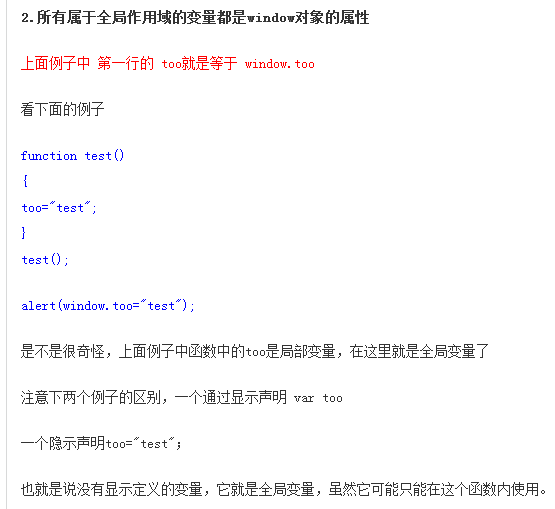 2.所有属于全局作用域的变量都是window对象的属性
上面例子中 第一行的 too就是等于 window.too
看下面的例子
function test()
{
too="test";
}
test();
alert(window.too="test");
是不是很奇怪，上面例子中函数中的too是局部变量，在这里就是全局变量了
注意下两个例子的区别，一个通过显示声明 var too
一个隐示声明too="test"；
也就是说没有显示定义的变量，它就是全局变量，虽然它可能只能在这个函数内使用。